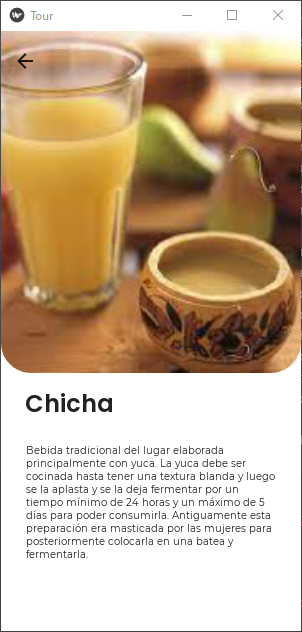 Tour
Chicha
Bebida tradicional del lugar elaborada
principalmente con yuca. La yuca debe ser
cocinada hasta tener una textura blanda y luego
se la aplasta y se la deja fermentar por un
tiempo mínimo de 24 horas y un máximo de 5
días para poder consumirla. Antiguamente esta
preparación era masticada por las mujeres para
posteriormente colocarla en una batea y
fermentarla.